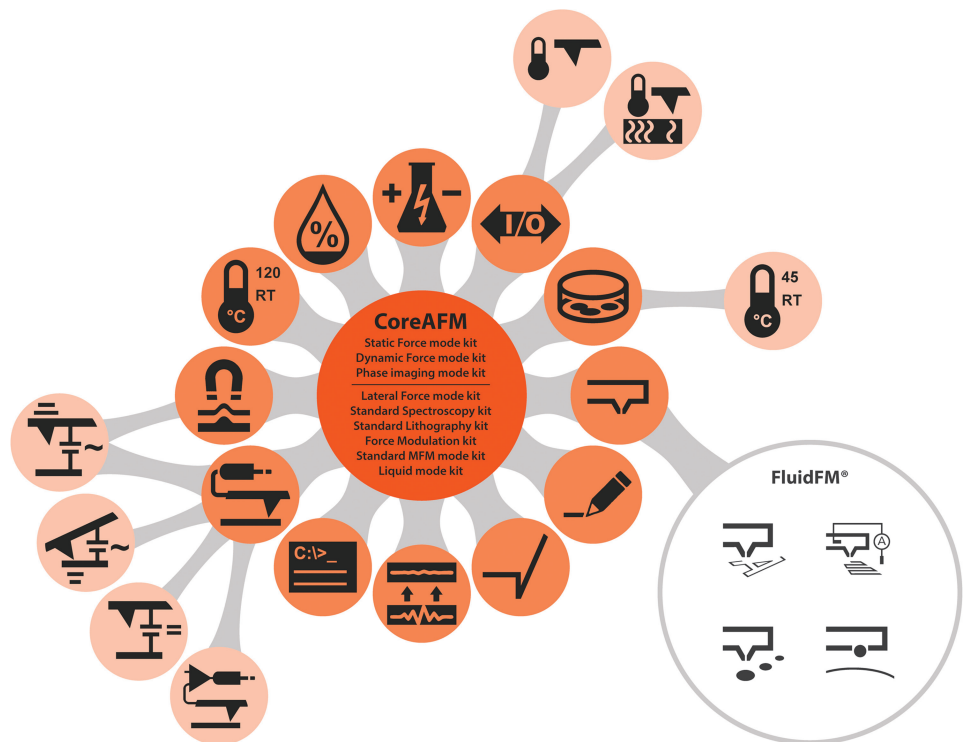 + −
%
I/O
120
RT
°C
45
RT
°C
CoreAFM
Static Force mode kit
Dynamic Force mode kit
Phase imaging mode kit
Lateral Force mode kit
Standard Spectroscopy kit
Standard Lithography kit
Force Modulation kit
Standard MFM mode kit
Liquid mode kit
FluidFM®
C:\>_
A